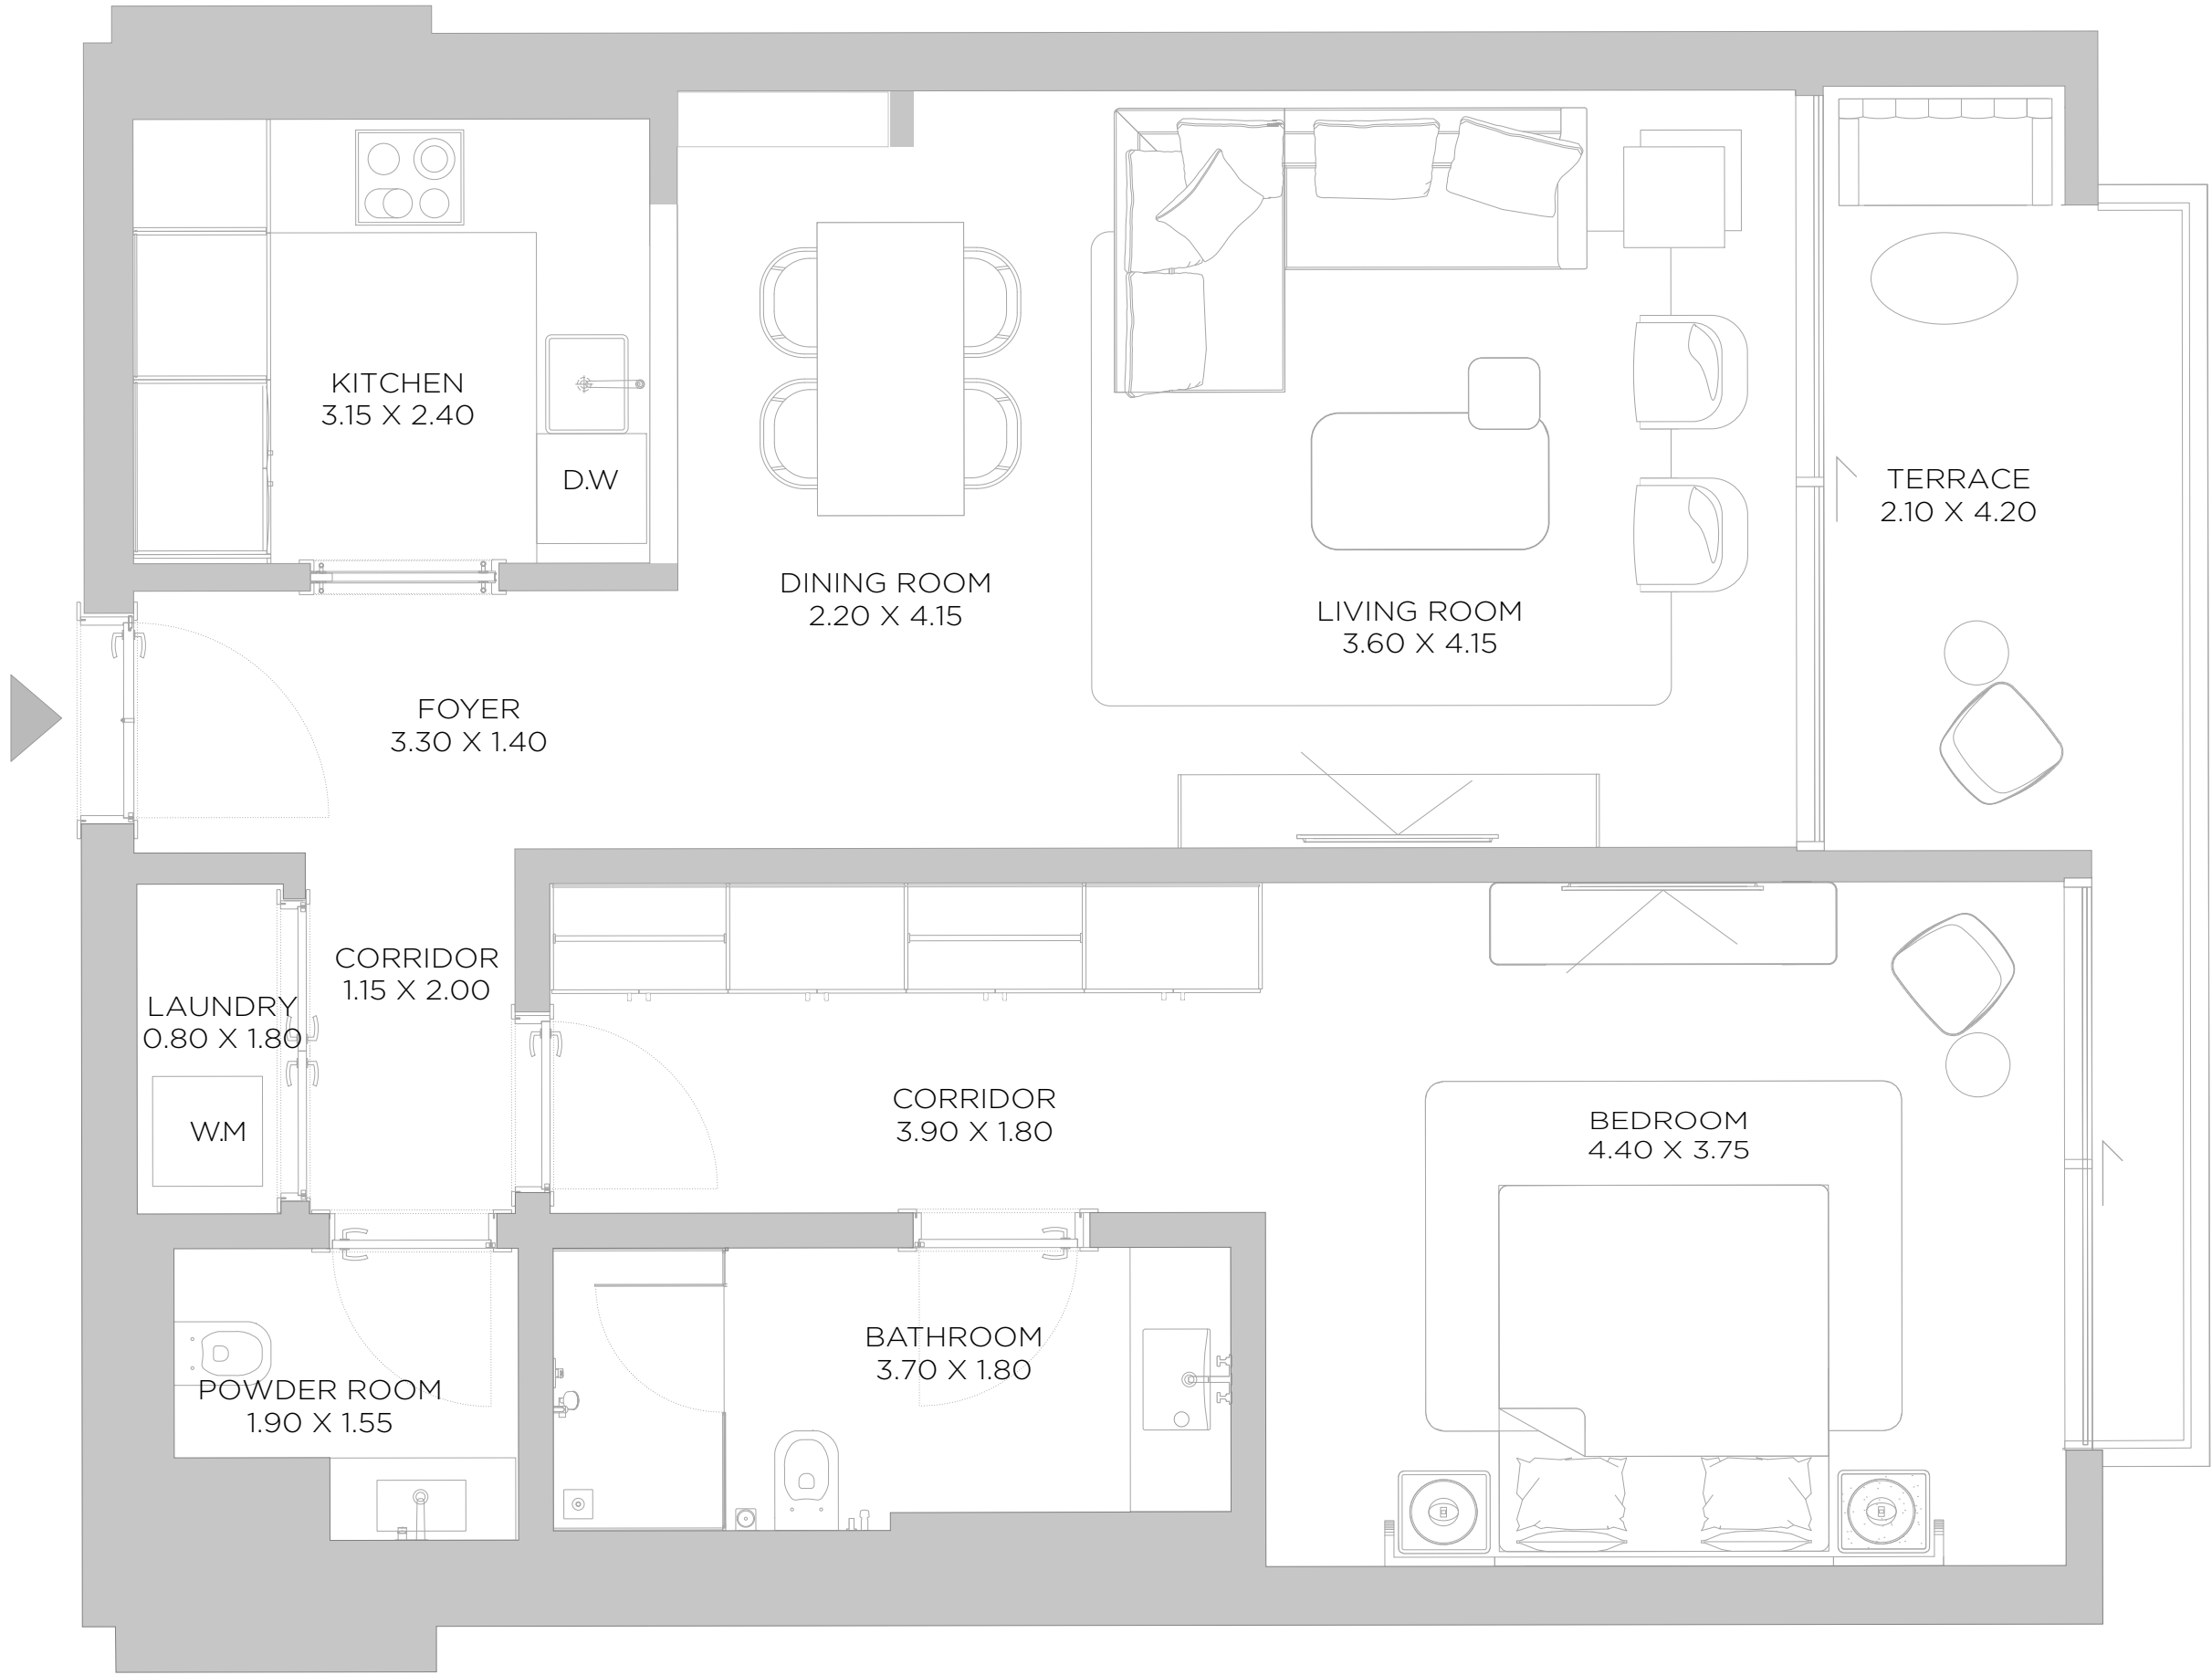 KITCHEN
3.15 X 2.40
D.W
TERRACE
2.10 X 4.20
DINING ROOM
2.20 X 4.15
LIVING ROOM
3.60 X 4.15
FOYER
3.30 X 1.40
CORRIDOR
1.15 X 2.00
LAUNDRY
0.80 X 1.80
W.M
CORRIDOR
3.90 X 1.80
BEDROOM
4.40 X 3.75
BATHROOM
3.70 X 1.80
POWDER ROOM
1.90 X 1.55